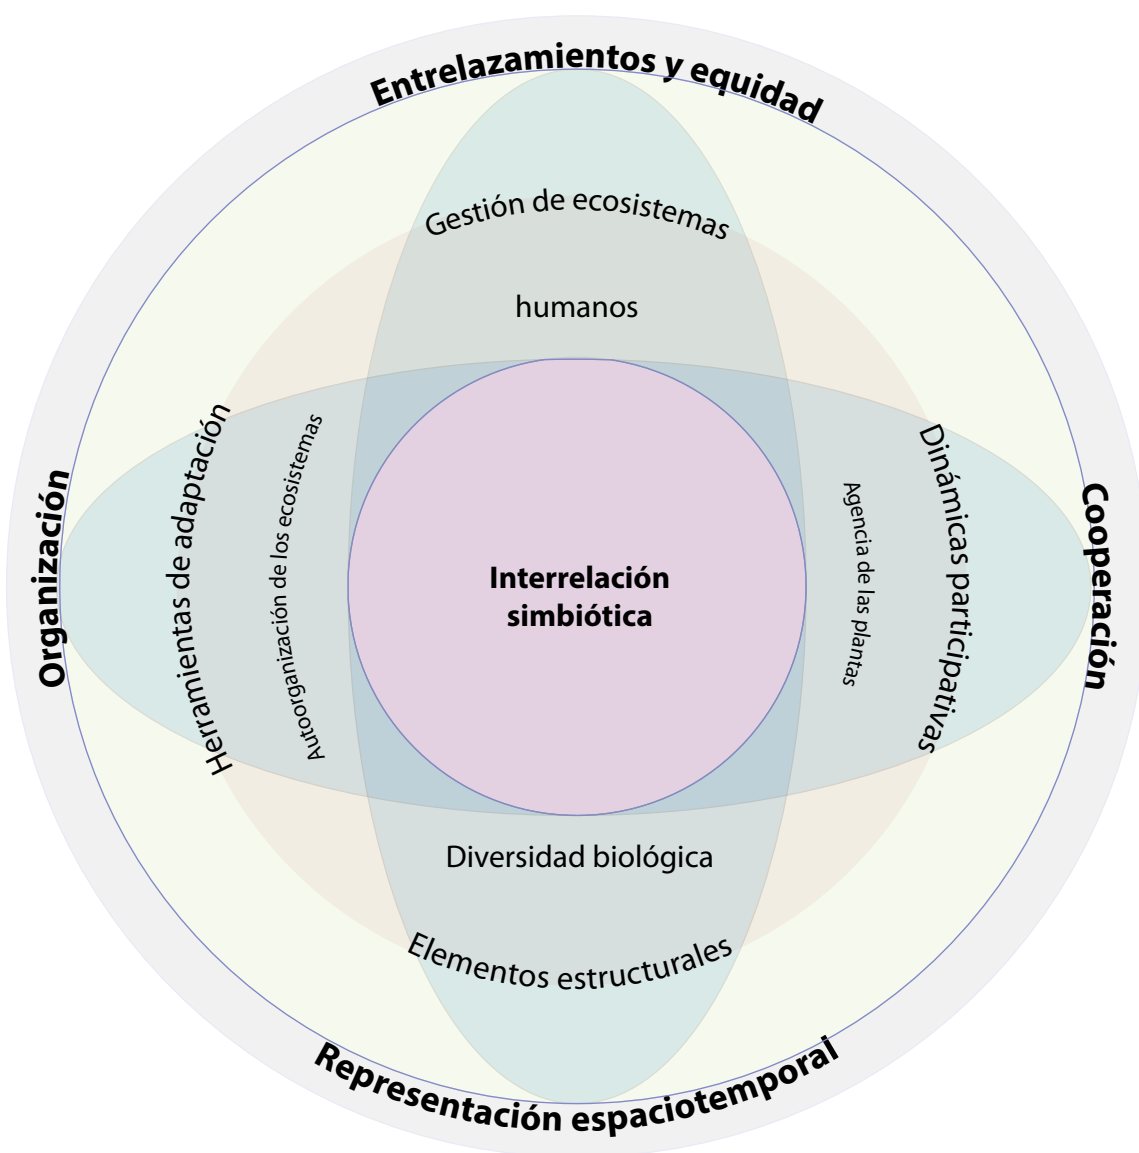 Entrelazamientos y equidad
Gestión de ecosistemas
humanos
Organización
Herramientas de adaptación
Autoorganización de los ecosistemas
Interrelación
simbiótica
Agencia de las plantas
Dinámicas participativas
Cooperación
Diversidad biológica
Elementos estructurales
Representación espaciotemporal